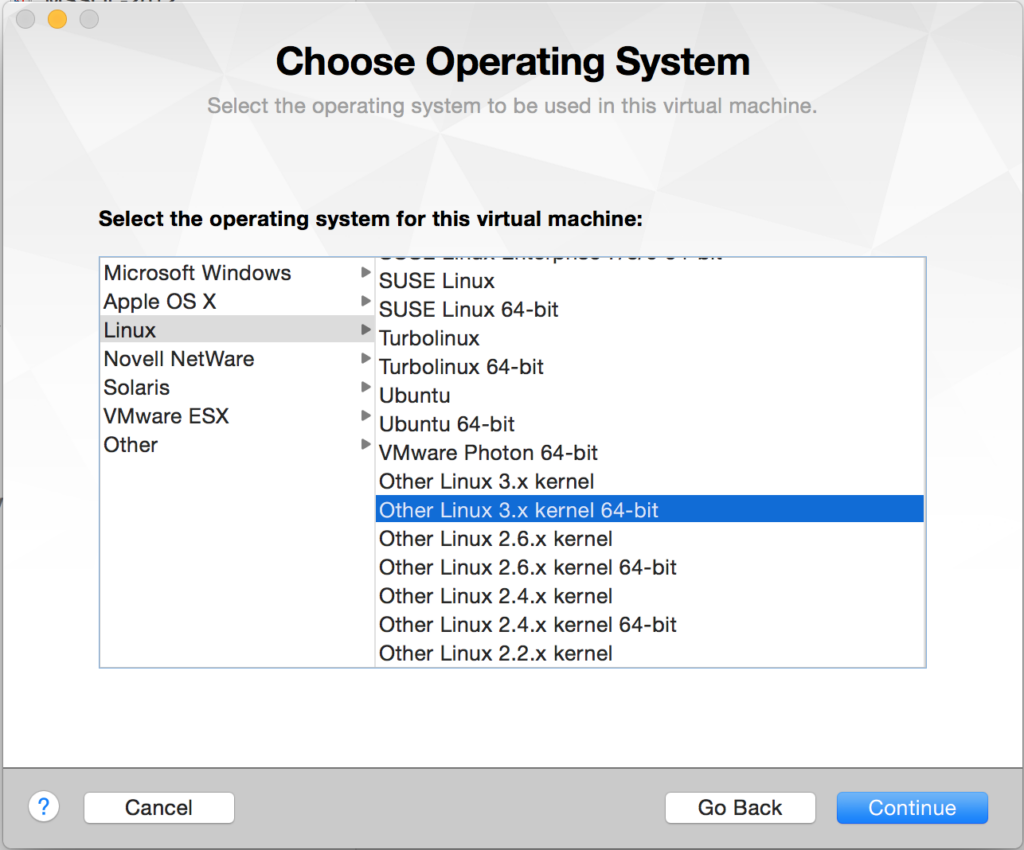 Choose Operating System
Select the operating system to be used in this virtual machine.
Select the operating system for this virtual machine:
Microsoft Windows
Apple OS X
Linux
Novell NetWare
Solaris
VMware ESX
Other
SUSE Linux
SUSE Linux 64-bit
Turbolinux
Turbolinux 64-bit
Ubuntu
Ubuntu 64-bit
VMware Photon 64-bit
Other Linux 3.x kernel
Other Linux 3.x kernel 64-bit
Other Linux 2.6.x kernel
Other Linux 2.6.x kernel 64-bit
Other Linux 2.4.x kernel
Other Linux 2.4.x kernel 64-bit
Other Linux 2.2.x kernel
?
Cancel
Go Back
Continue